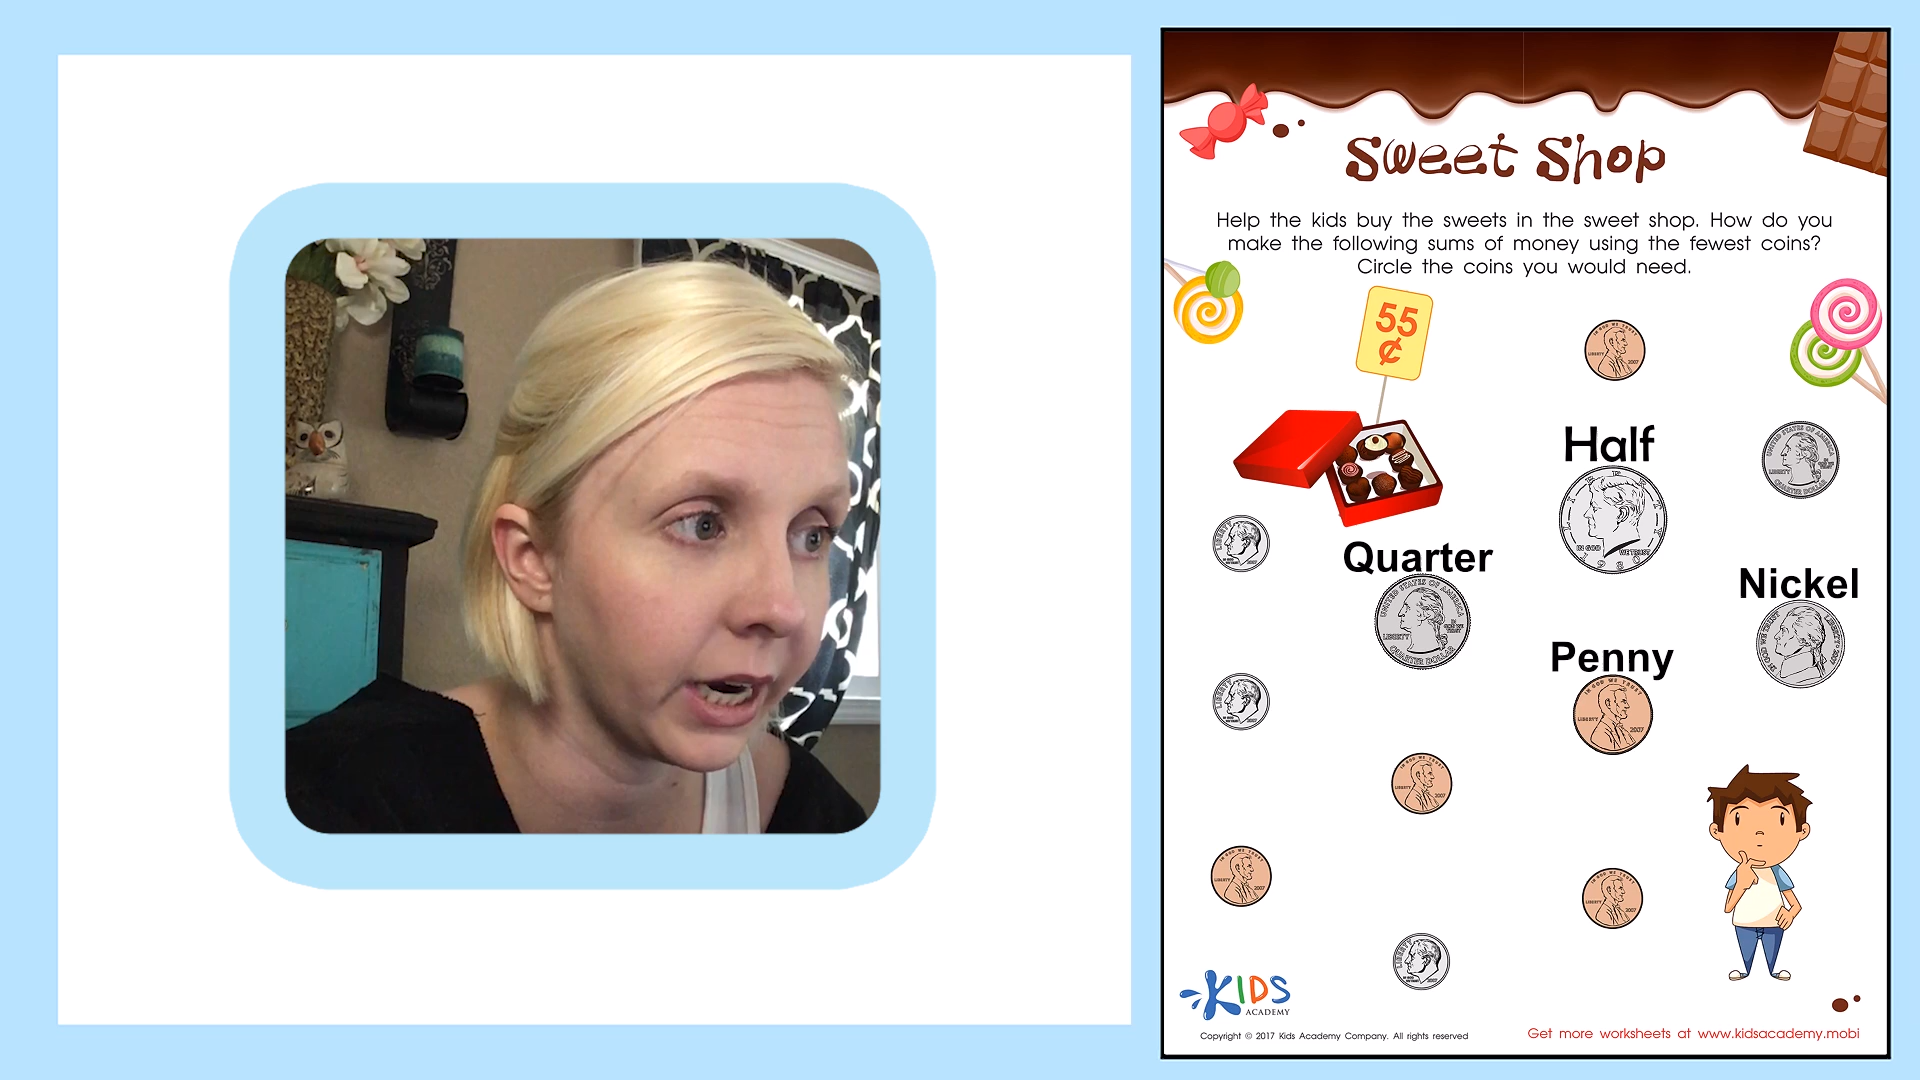 Sweet Shop
Help the kids buy the sweets in the sweet shop. How do you
make the following sums of money using the fewest coins?
Circle the coins you would need.
55
¢
Half
Quarter
Nickel
Penny
KIDS
ACADEMY
Copyright © 2017 Kids Academy Company. All rights reserved
Get more worksheets at www.kidsacademy.mobi